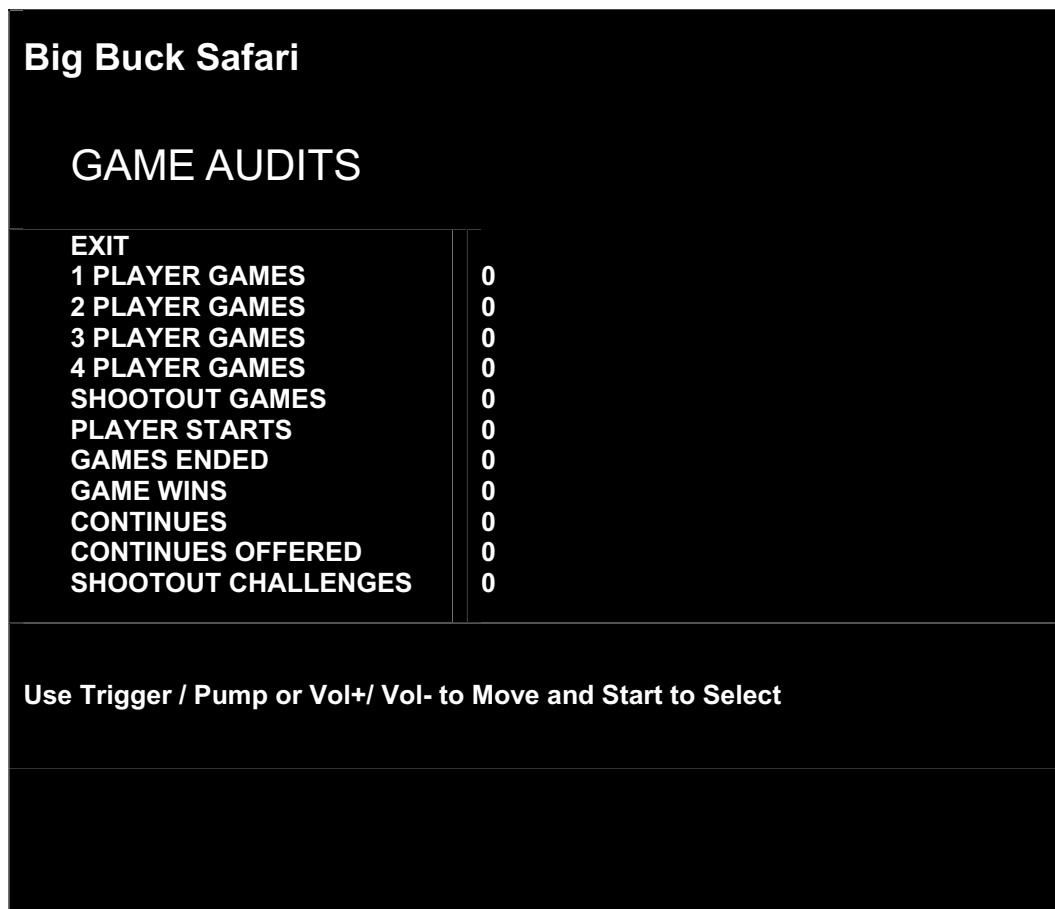 Big Buck Safari
GAME AUDITS
EXIT
1 PLAYER GAMES 0
2 PLAYER GAMES 0
3 PLAYER GAMES 0
4 PLAYER GAMES 0
SHOOTOUT GAMES 0
PLAYER STARTS 0
GAMES ENDED 0
GAME WINS 0
CONTINUES 0
CONTINUES OFFERED 0
SHOOTOUT CHALLENGES 0
Use Trigger / Pump or Vol+/ Vol- to Move and Start to Select